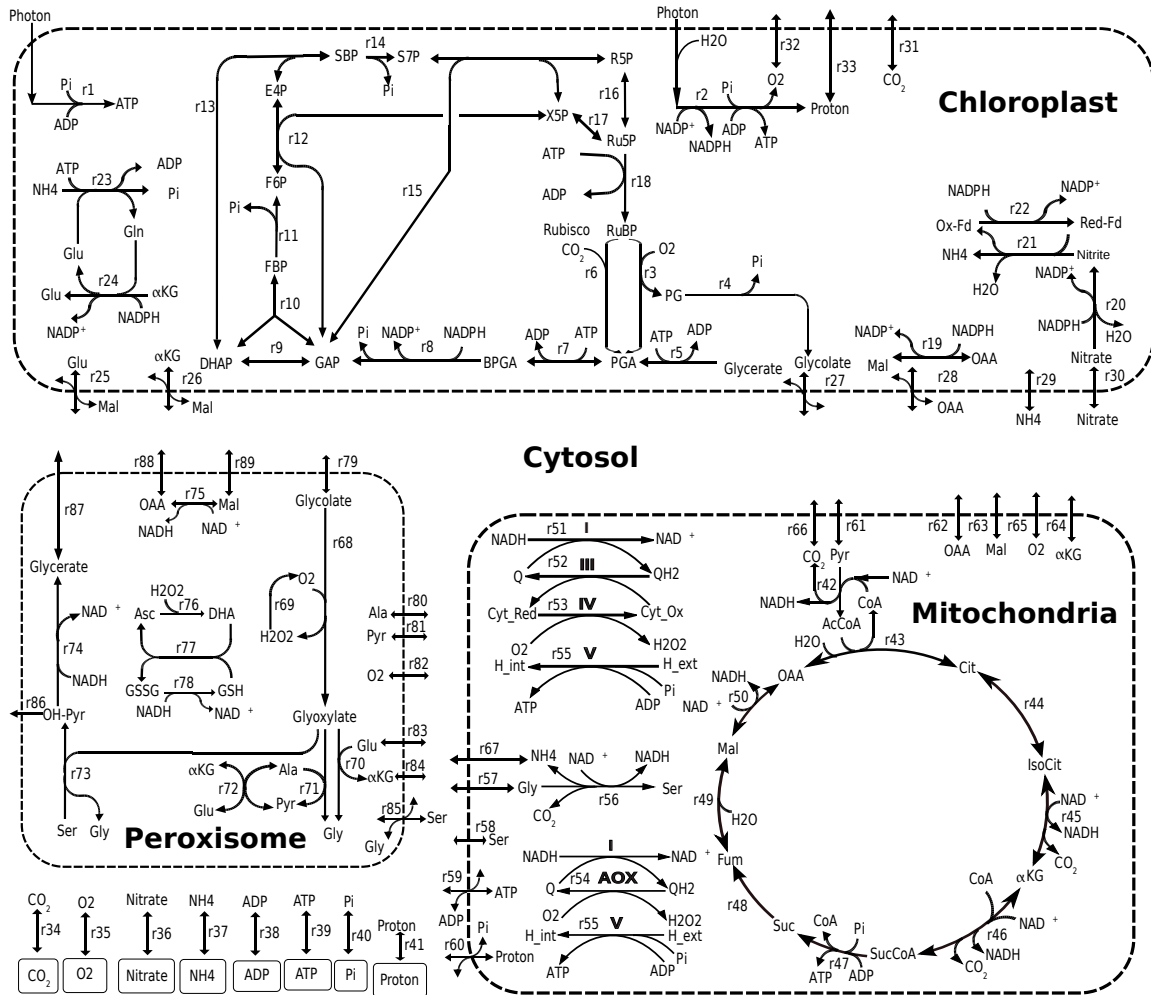 Photon
Photon
H2O
r32
r33
r31
CO2
O2
Pi
r1
ATP
ADP
r14
SBP
S7P
R5P
E4P
Pi
r13
r16
r2
Pi
Proton
Chloroplast
NADP+
ADP
NADPH
ATP
X5P
r17
Ru5P
r12
ATP
r18
ADP
F6P
r15
ATP
ADP
r23
NH4
Pi
Gln
Glu
Pi
r11
FBP
Rubisco
RuBP
CO2
O2
r6
r3
PG
r4
Pi
NADPH
NADP+
r22
Ox-Fd
Red-Fd
r21
NH4
Nitrite
NADP+
H2O
r20
NADPH
H2O
Nitrate
r24
Glu
αKG
NADP+
NADPH
r10
DHAP
r9
GAP
Pi
NADP+
NADPH
r8
BPGA
ADP
ATP
r7
PGA
ATP
ADP
r5
Glycerate
Glycolate
NADP+
NADPH
r19
Mal
OAA
Glu
r25
Mal
αKG
r26
Mal
r27
r28
OAA
r29
NH4
r30
Nitrate
Cytosol
r87
r88
r89
r79
OAA
r75
Mal
NADH
NAD +
Glycolate
r68
Glycerate
NAD +
r74
NADH
H2O2
r76
Asc
DHA
r77
GSSG
r78
GSH
NADH
NAD +
O2
r69
H2O2
Ala
r80
Pyr
r81
O2
r82
r86
OH-Pyr
Glyoxylate
Glu
r83
r70
αKG
r84
αKG
Ala
r72
r71
Glu
Pyr
r73
Ser
Gly
Gly
r85
Ser
Gly
Peroxisome
r51
I
NADH
NAD +
r52
III
Q
QH2
r53
IV
Cyt_Red
Cyt_Ox
O2
H2O2
r55
V
H_int
H_ext
Pi
ATP
ADP
r66
r61
CO2
Pyr
r42
NAD +
NADH
CoA
AcCoA
r62
r63
r65
r64
OAA
Mal
O2
αKG
Mitochondria
H2O
r43
OAA
Cit
NADH
r50
NAD +
r44
Mal
IsoCit
r49
H2O
NAD +
r45
NADH
CO2
Fum
αKG
r48
CoA
NAD +
r46
NADH
CO2
Suc
CoA
Pi
r47
ATP
ADP
SucCoA
r67
NH4
NAD +
NADH
r57
Gly
r56
Ser
CO2
r58
Ser
I
NADH
NAD +
r59
ATP
ADP
r54
AOX
Q
QH2
O2
H2O2
r55
V
H_int
H_ext
Pi
ATP
ADP
r60
Pi
Proton
CO2
O2
Nitrate
NH4
ADP
ATP
Pi
Proton
r34
r35
r36
r37
r38
r39
r40
r41
CO2
O2
Nitrate
NH4
ADP
ATP
Pi
Proton